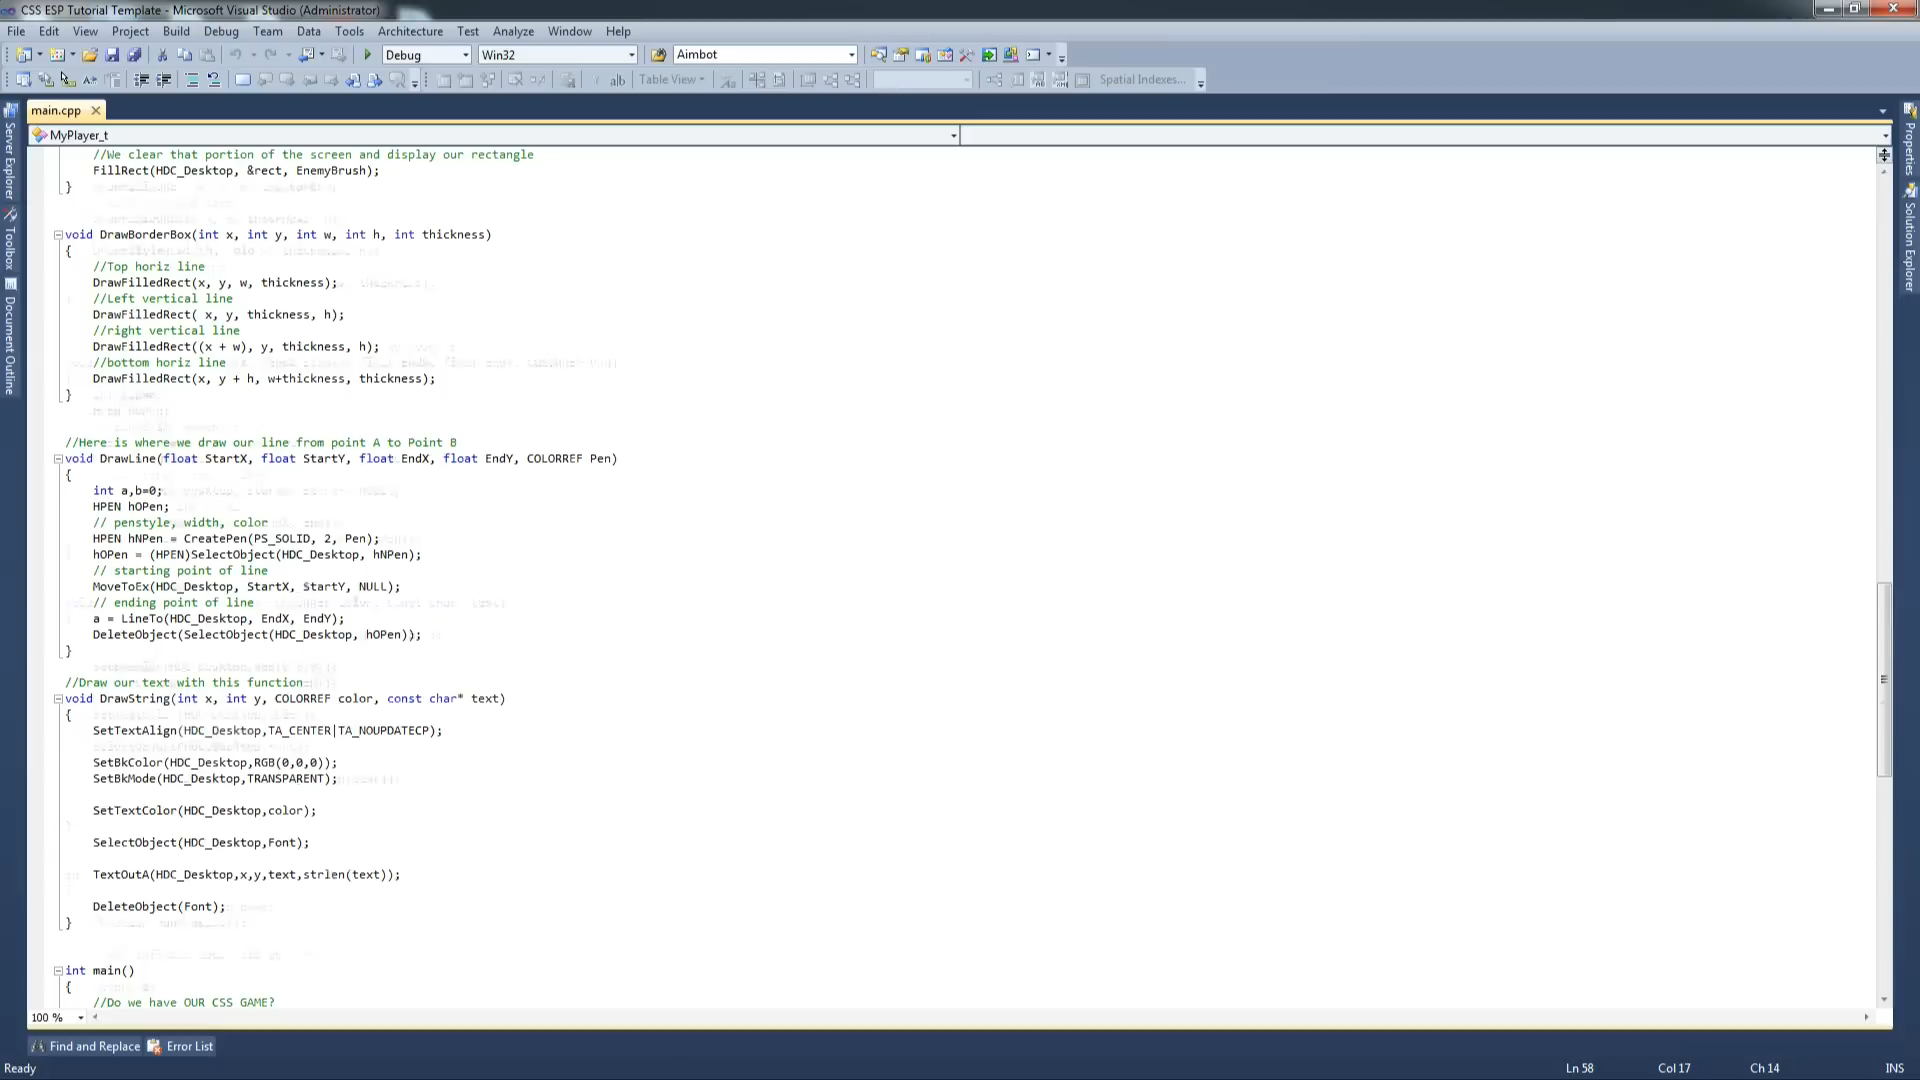 CSS ESP Tutorial Template - Microsoft Visual Studio (Administrator)
File Edit View Project Build Debug Team Data Tools Architecture Test Analyze Window Help
Debug Win32 Aimbot
Table View Spatial Indexes...
main.cpp
MyPlayer_t
Server Explorer
Toolbox
Document Outline
Properties
Solution Explorer
//We clear that portion of the screen and display our rectangle
FillRect(HDC_Desktop, &rect, EnemyBrush);
}
void DrawBorderBox(int x, int y, int w, int h, int thickness)
{
//Top horiz line
DrawFilledRect(x, y, w, thickness);
//Left vertical line
DrawFilledRect( x, y, thickness, h);
//right vertical line
DrawFilledRect((x + w), y, thickness, h);
//bottom horiz line
DrawFilledRect(x, y + h, w+thickness, thickness);
}
//Here is where we draw our line from point A to Point B
void DrawLine(float StartX, float StartY, float EndX, float EndY, COLORREF Pen)
{
int a,b=0;
HPEN hOPen;
// penstyle, width, color
HPEN hNPen = CreatePen(PS_SOLID, 2, Pen);
hOPen = (HPEN)SelectObject(HDC_Desktop, hNPen);
// starting point of line
MoveToEx(HDC_Desktop, StartX, StartY, NULL);
// ending point of line
a = LineTo(HDC_Desktop, EndX, EndY);
DeleteObject(SelectObject(HDC_Desktop, hOPen));
}
//Draw our text with this function
void DrawString(int x, int y, COLORREF color, const char* text)
{
SetTextAlign(HDC_Desktop,TA_CENTER|TA_NOUPDATECP);
SetBkColor(HDC_Desktop,RGB(0,0,0));
SetBkMode(HDC_Desktop,TRANSPARENT);
SetTextColor(HDC_Desktop,color);
SelectObject(HDC_Desktop,Font);
TextOutA(HDC_Desktop,x,y,text,strlen(text));
DeleteObject(Font);
}
int main()
{
//Do we have OUR CSS GAME?
100 %
Find and Replace Error List
Ready Ln 58 Col 17 Ch 14 INS